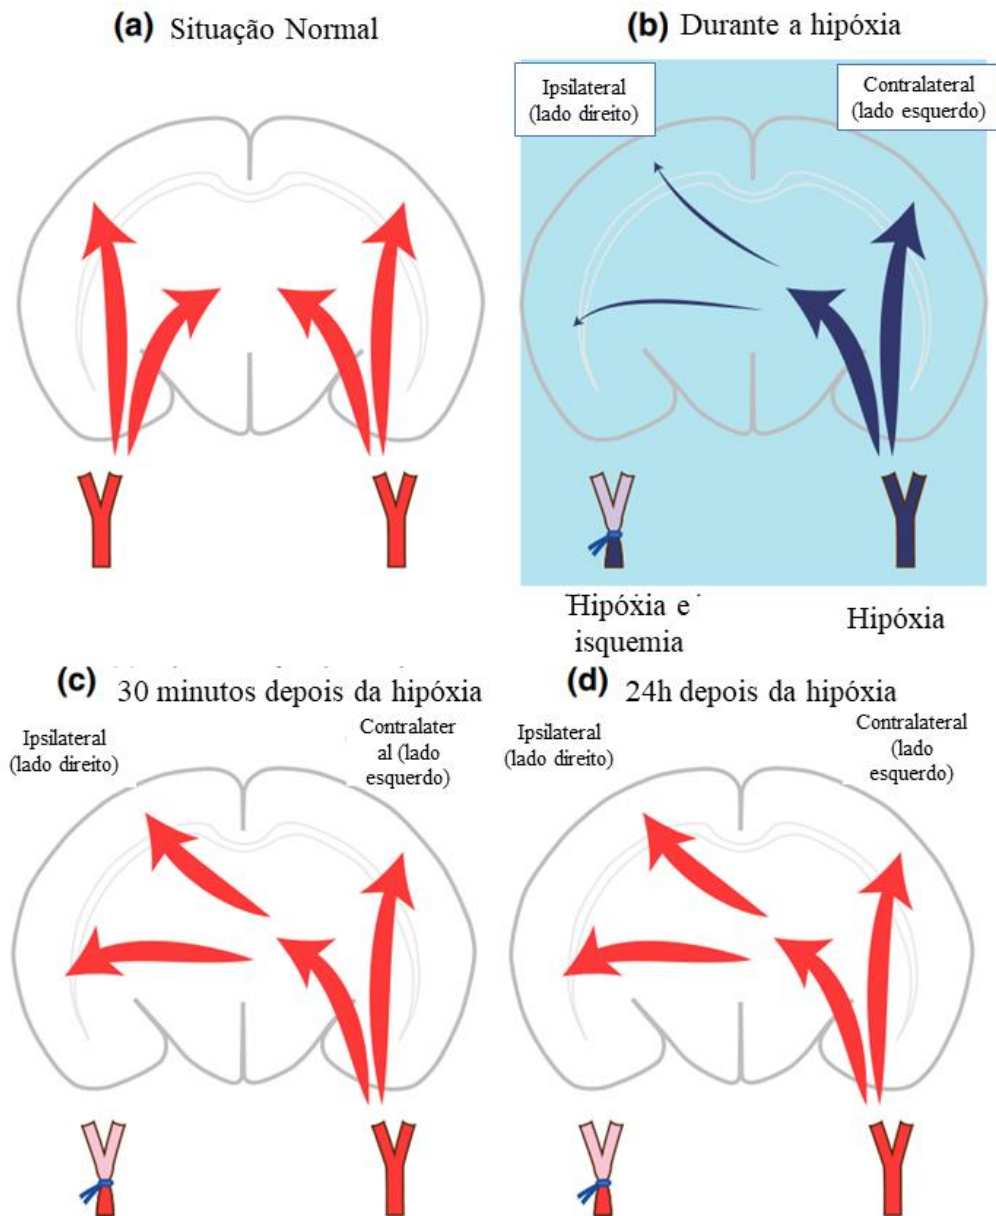 (a) Situação Normal
(b) Durante a hipóxia
Ipsilateral
(lado direito)
Contralateral
(lado esquerdo)
Hipóxia e
isquemia
Hipóxia
(c) 30 minutos depois da hipóxia
(d) 24h depois da hipóxia
Ipsilateral
(lado direito)
Contralater
al (lado
esquerdo)
Ipsilateral
(lado direito)
Contralateral
(lado
esquerdo)